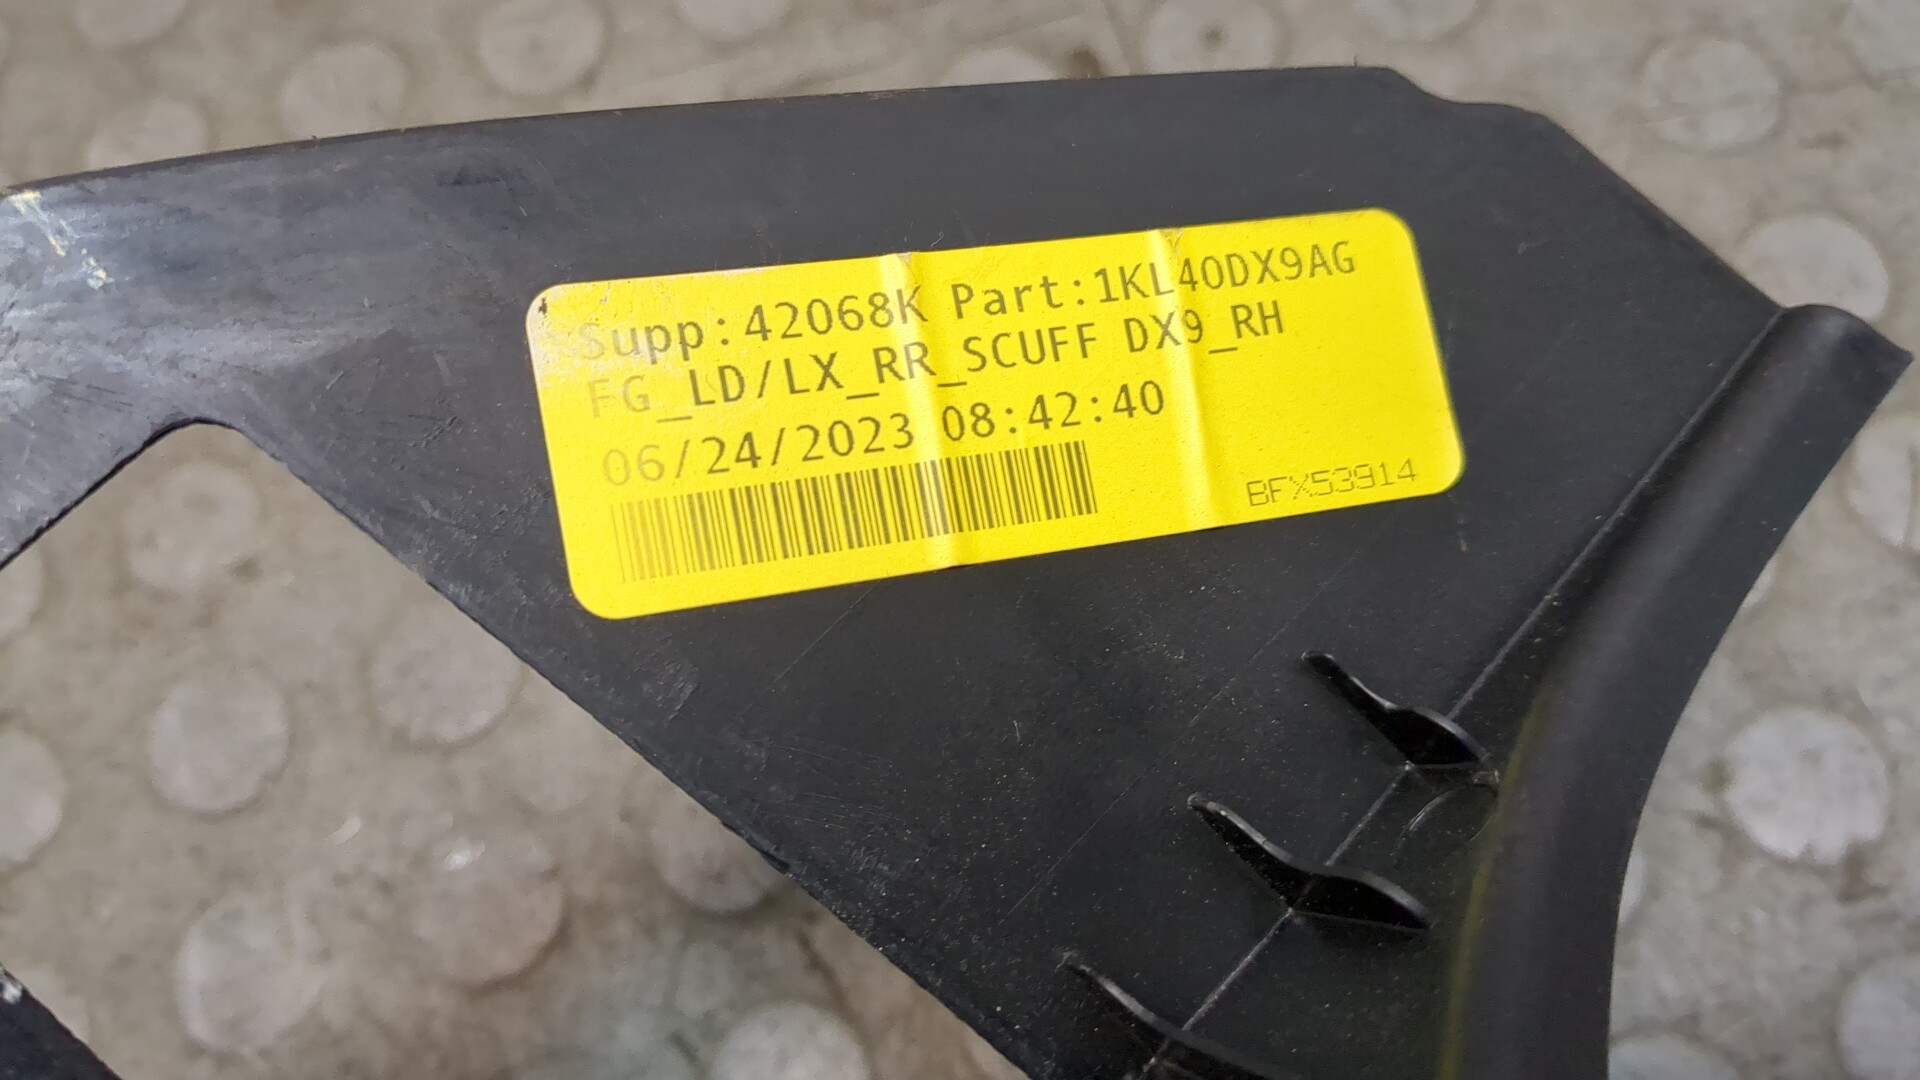 Supp:42068K Part:1KL40DX9AG
FG_LD/LX_RR_SCUFF DX9_RH
06/24/2023 08:42:40
BFX53914